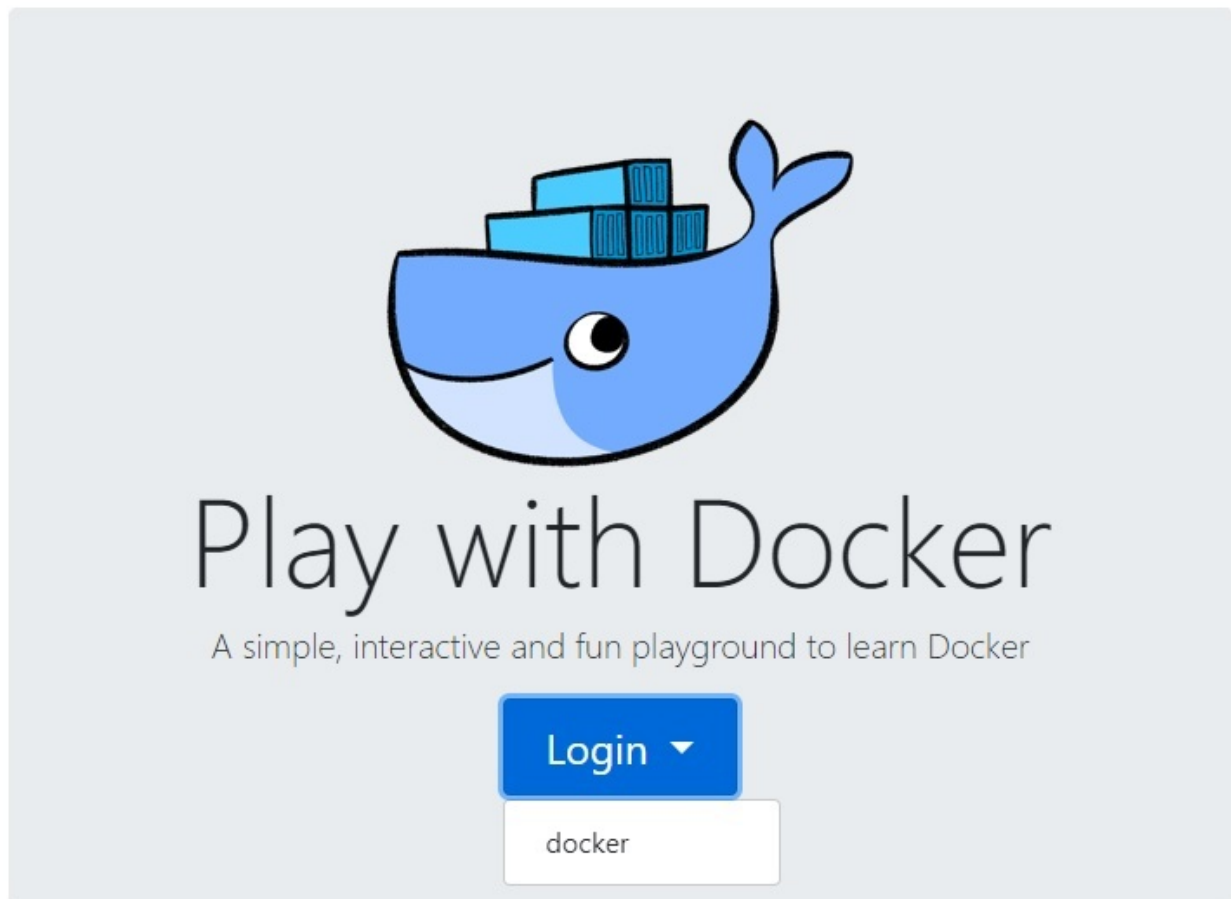 Play with Docker
A simple, interactive and fun playground to learn Docker
Login
docker